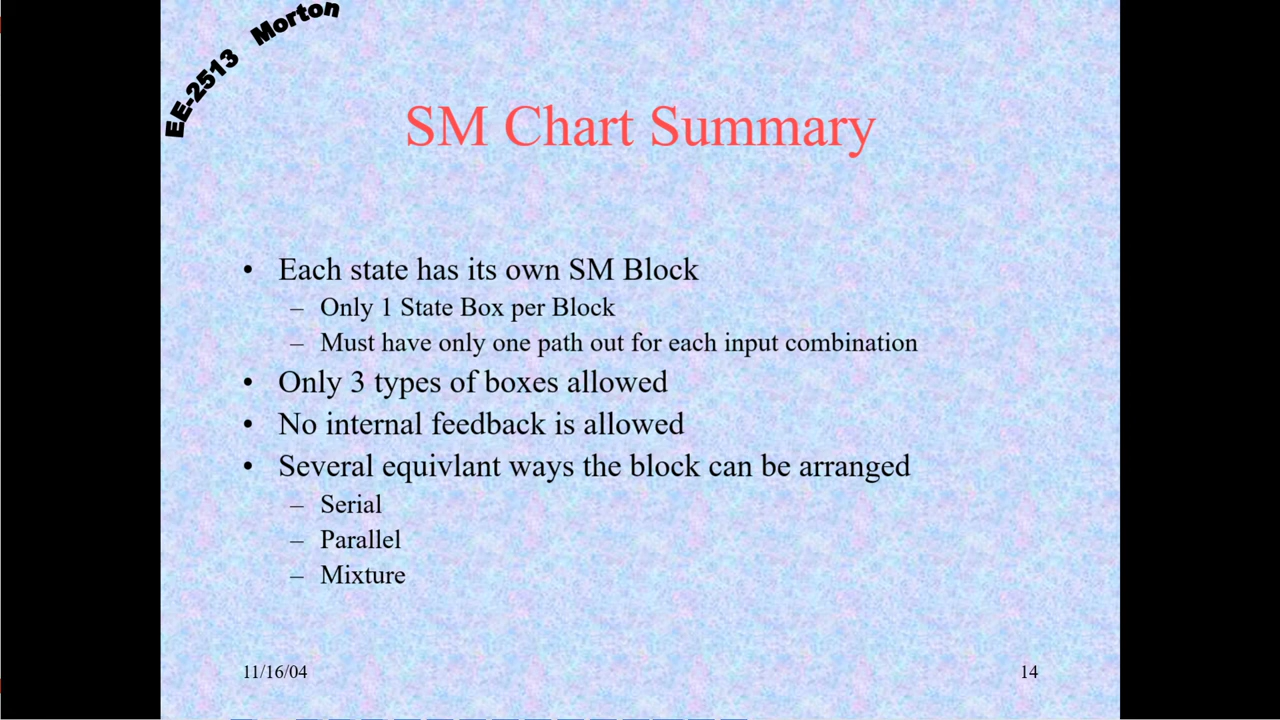 EE-2513 Morton
SM Chart Summary
• Each state has its own SM Block
– Only 1 State Box per Block
– Must have only one path out for each input combination
• Only 3 types of boxes allowed
• No internal feedback is allowed
• Several equivlant ways the block can be arranged
– Serial
– Parallel
– Mixture
11/16/04
14